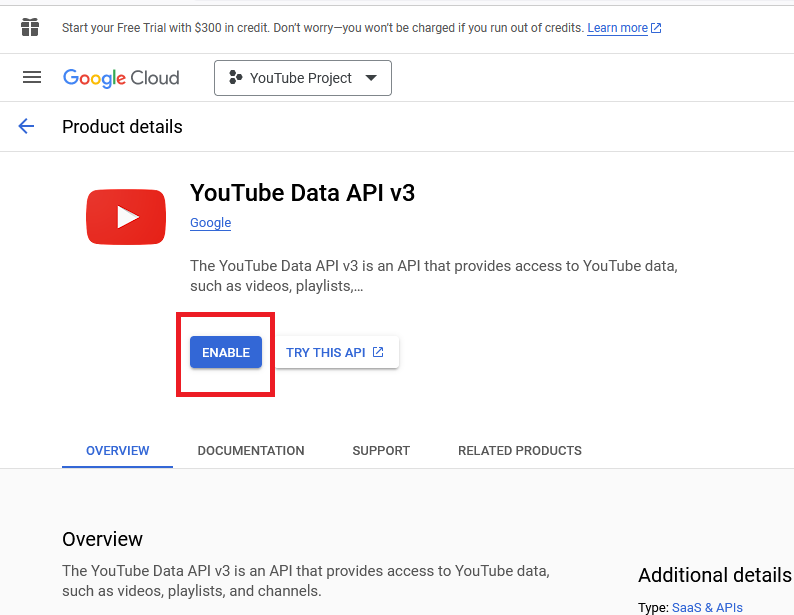 Start your Free Trial with $300 in credit. Don’t worry—you won’t be charged if you run out of credits. Learn more
Google Cloud
YouTube Project
Product details
YouTube Data API v3
Google
The YouTube Data API v3 is an API that provides access to YouTube data,
such as videos, playlists,…
ENABLE
TRY THIS API
OVERVIEW
DOCUMENTATION
SUPPORT
RELATED PRODUCTS
Overview
The YouTube Data API v3 is an API that provides access to YouTube data,
such as videos, playlists, and channels.
Additional details
Type: SaaS & APIs